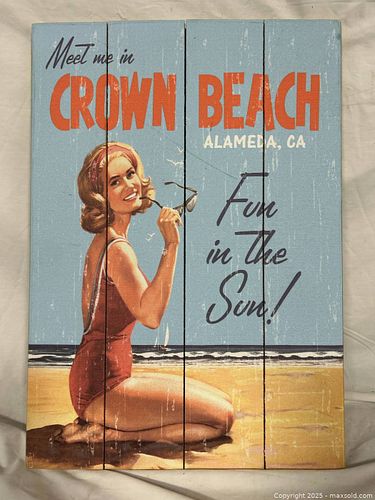 Meet me in
CROWN BEACH
ALAMEDA, CA
Fun
in The
Sun!
Copyright 2025 - maxsold.com